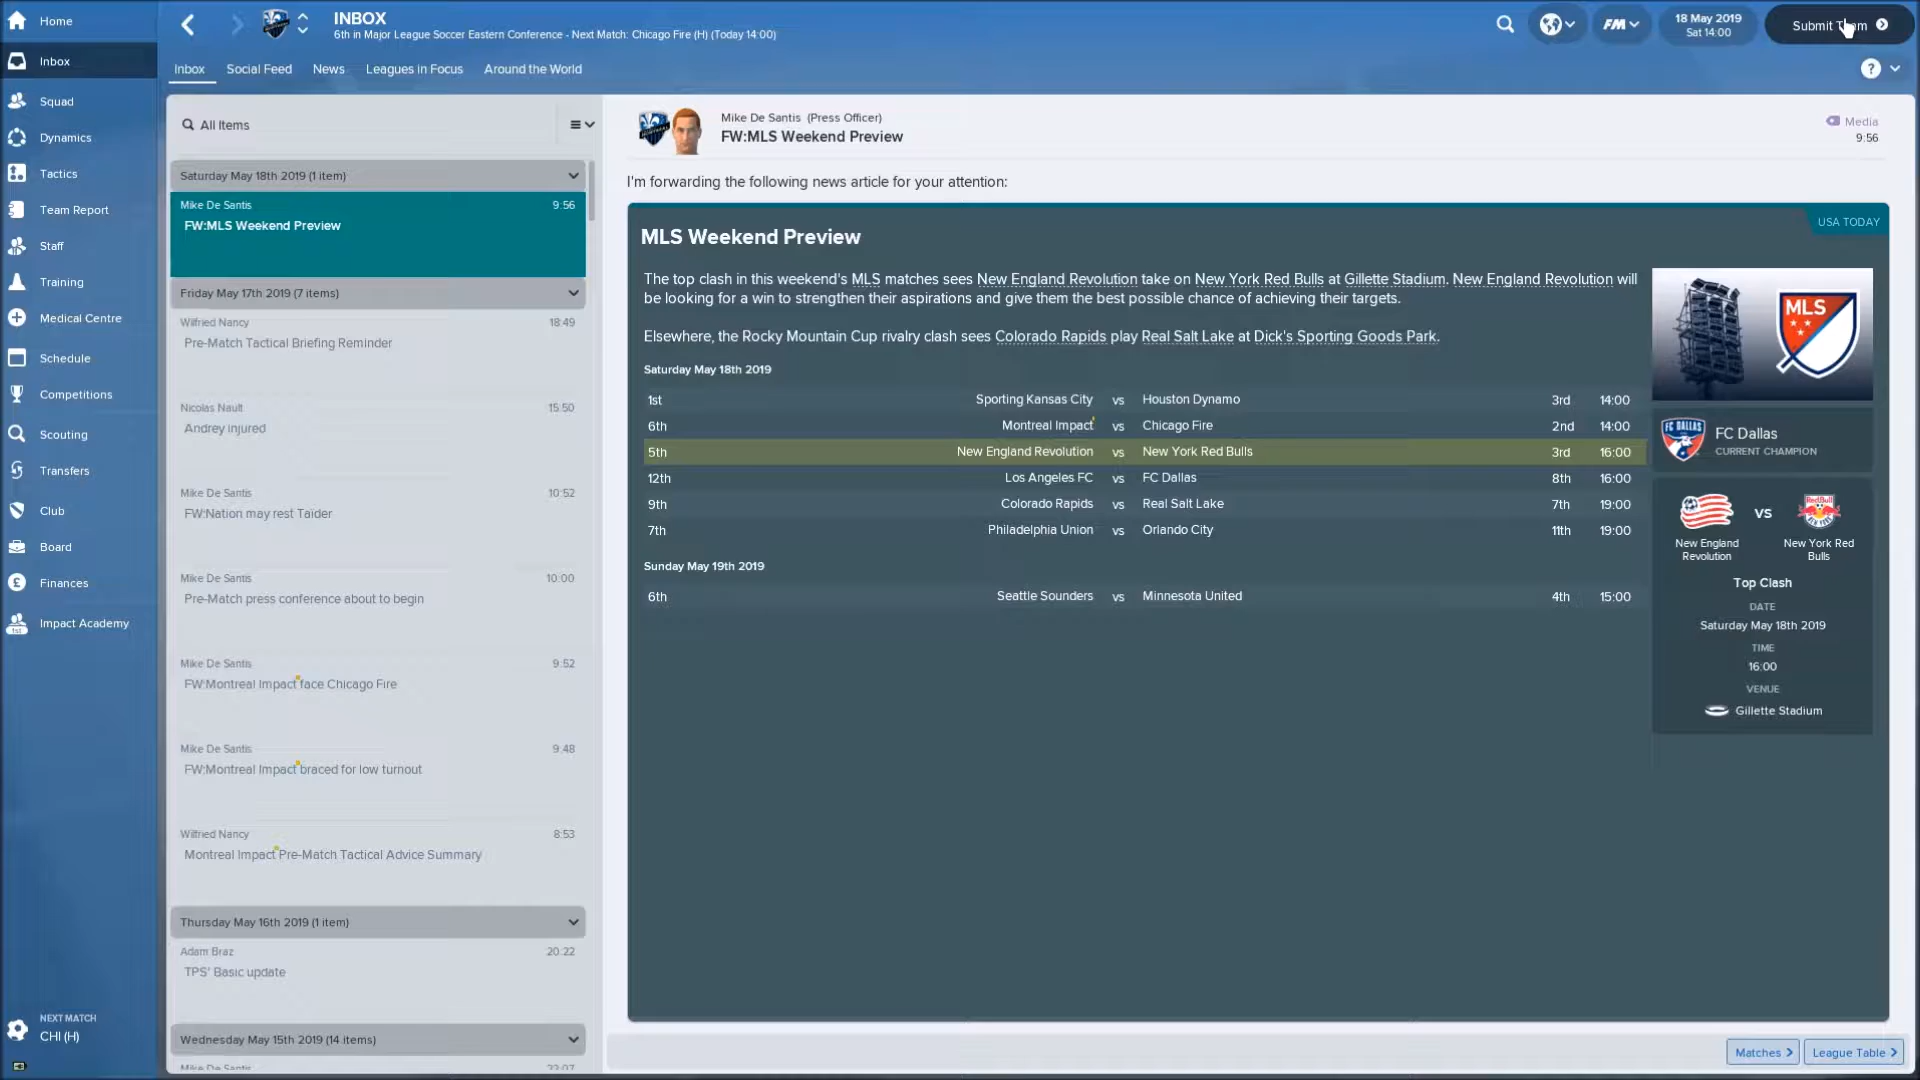 Home
Inbox
Squad
Dynamics
Tactics
Team Report
Staff
Training
Medical Centre
Schedule
Competitions
Scouting
Transfers
Club
Board
Finances
1st
Impact Academy
NEXT MATCH
CHI (H)
INBOX
6th in Major League Soccer Eastern Conference - Next Match: Chicago Fire (H) (Today 14:00)
FM
18 May 2019
Sat 14:00
Submit Team
Inbox Social Feed News Leagues in Focus Around the World
?
All Items
Saturday May 18th 2019 (1 item)
Mike De Santis 9:56
FW:MLS Weekend Preview
Friday May 17th 2019 (7 items)
Wilfried Nancy 18:49
Pre-Match Tactical Briefing Reminder
Nicolas Nault 15:50
Andrey injured
Mike De Santis 10:52
FW:Nation may rest Taïder
Mike De Santis 10:00
Pre-Match press conference about to begin
Mike De Santis 9:52
FW:Montreal Impact face Chicago Fire
Mike De Santis 9:48
FW:Montreal Impact braced for low turnout
Wilfried Nancy 8:53
Montreal Impact Pre-Match Tactical Advice Summary
Thursday May 16th 2019 (1 item)
Adam Braz 20:22
TPS' Basic update
Wednesday May 15th 2019 (14 items)
Mike De Santis 22:07
Mike De Santis (Press Officer)
FW:MLS Weekend Preview
Media
9:56
I'm forwarding the following news article for your attention:
USA TODAY
MLS Weekend Preview
The top clash in this weekend's MLS matches sees New England Revolution take on New York Red Bulls at Gillette Stadium. New England Revolution will
be looking for a win to strengthen their aspirations and give them the best possible chance of achieving their targets.
Elsewhere, the Rocky Mountain Cup rivalry clash sees Colorado Rapids play Real Salt Lake at Dick's Sporting Goods Park.
Saturday May 18th 2019
1st Sporting Kansas City vs Houston Dynamo 3rd 14:00
6th Montreal Impact vs Chicago Fire 2nd 14:00
5th New England Revolution vs New York Red Bulls 3rd 16:00
12th Los Angeles FC vs FC Dallas 8th 16:00
9th Colorado Rapids vs Real Salt Lake 7th 19:00
7th Philadelphia Union vs Orlando City 11th 19:00
Sunday May 19th 2019
6th Seattle Sounders vs Minnesota United 4th 15:00
MLS
FC DALLAS
FC Dallas
CURRENT CHAMPION
RedBull
VS
New England
Revolution
New York Red
Bulls
Top Clash
DATE
Saturday May 18th 2019
TIME
16:00
VENUE
Gillette Stadium
Matches
League Table